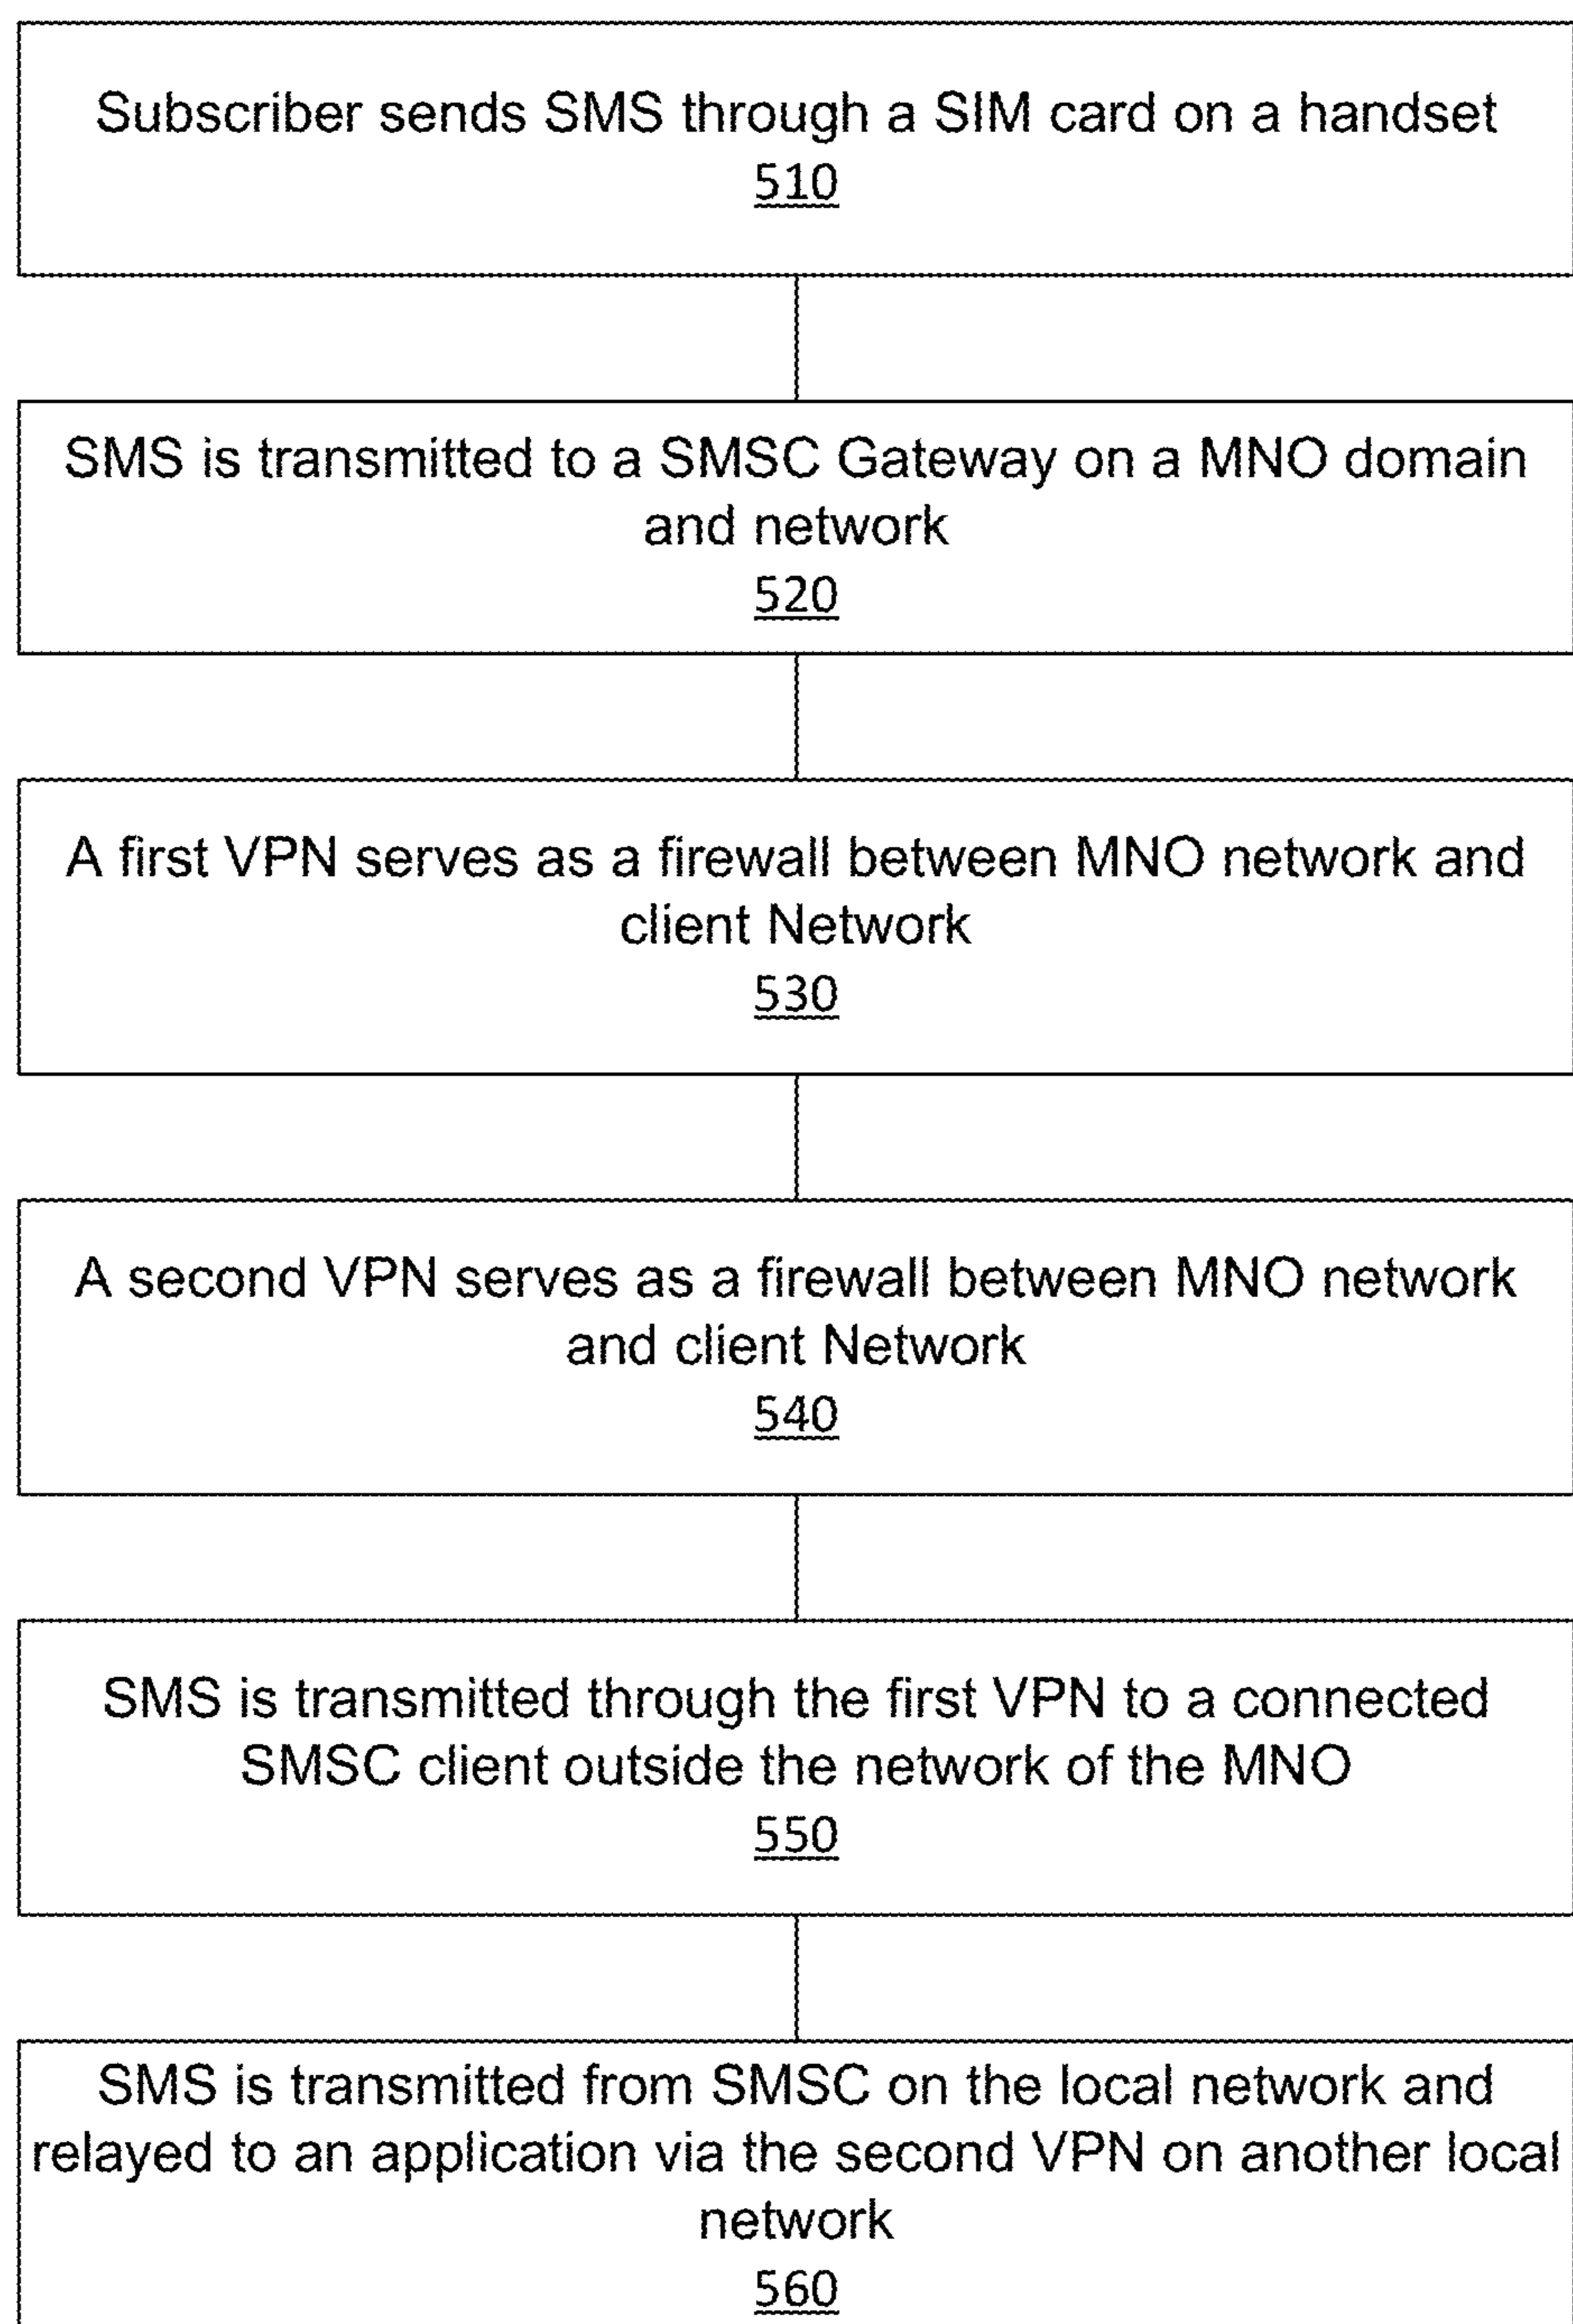 Subscriber sends SMS through a SIM card on a handset
510
SMS is transmitted to a SMSC Gateway on a MNO domain
and network
520
A first VPN serves as a firewall between MNO network and
client Network
530
A second VPN serves as a firewall between MNO network
and client Network
540
SMS is transmitted through the first VPN to a connected
SMSC client outside the network of the MNO
550
SMS is transmitted from SMSC on the local network and
relayed to an application via the second VPN on another local
network
560